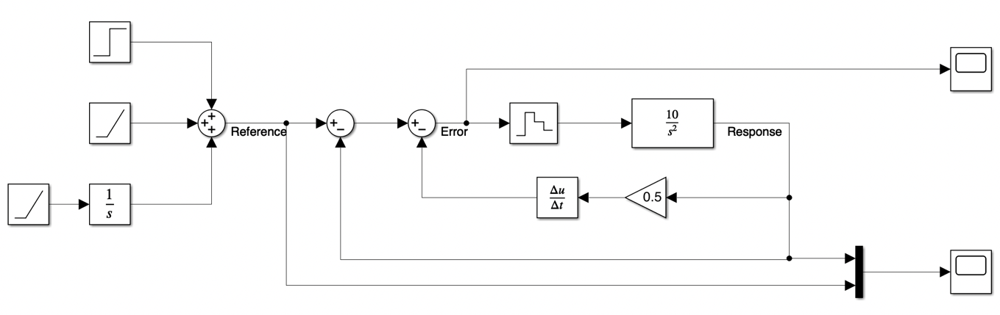 +
+
+
Reference
+
−
+
−
Error
10
s²
Response
Δu
Δt
0.5
1
s